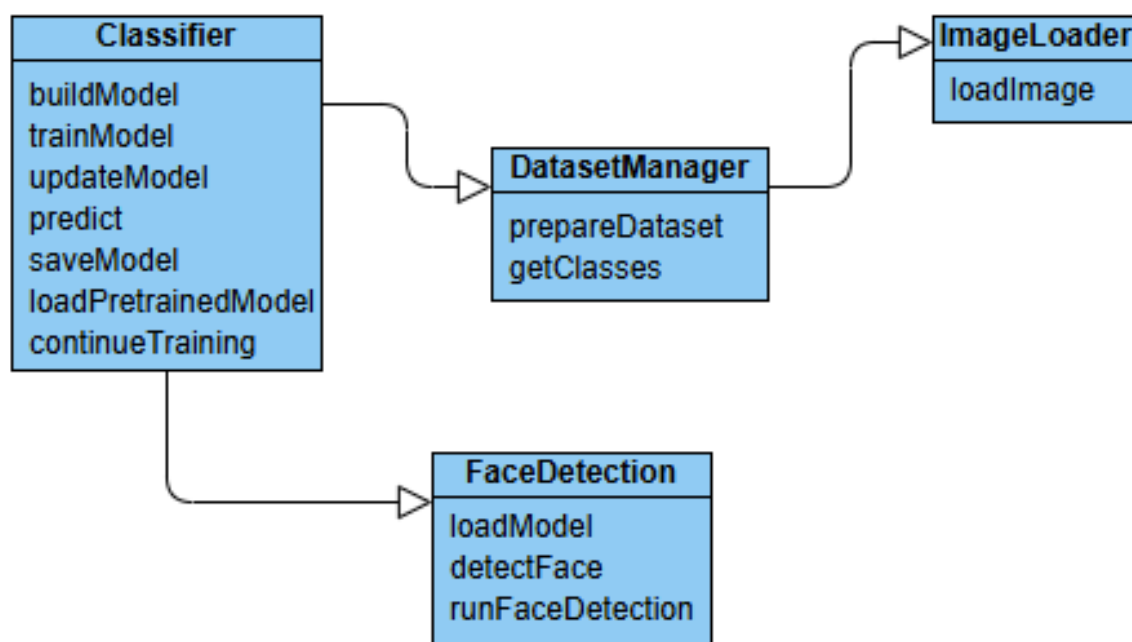 Classifier
buildModel
trainModel
updateModel
predict
saveModel
loadPretrainedModel
continueTraining
DatasetManager
prepareDataset
getClasses
ImageLoader
loadImage
FaceDetection
loadModel
detectFace
runFaceDetection